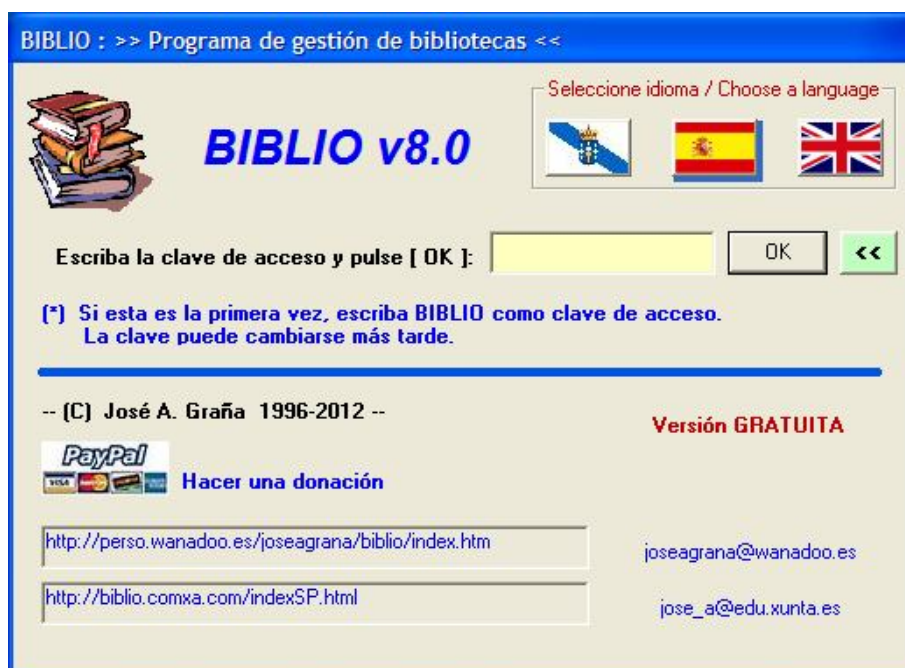 BIBLIO : >> Programa de gestión de bibliotecas <<
Seleccione idioma / Choose a language
BIBLIO v8.0
Escriba la clave de acceso y pulse [ OK ]:
OK
<<
(*) Si esta es la primera vez, escriba BIBLIO como clave de acceso.
La clave puede cambiarse más tarde.
-- (C) José A. Graña 1996-2012 --
Versión GRATUITA
PayPal
VISA
Hacer una donación
http://perso.wanadoo.es/joseagrana/biblio/index.htm
joseagrana@wanadoo.es
http://biblio.comxa.com/indexSP.html
jose_a@edu.xunta.es